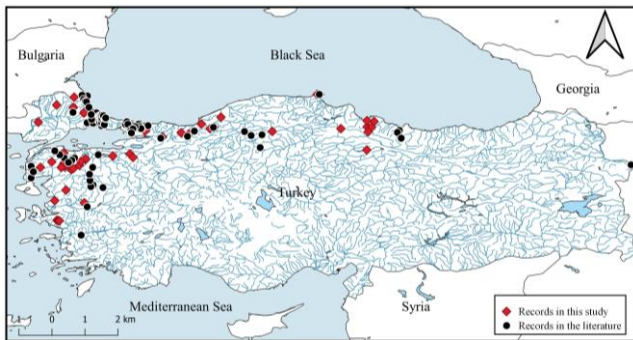 Bulgaria
Black Sea
Georgia
Turkey
Mediterranean Sea
Syria
0 1 2 km
Records in this study
Records in the literature